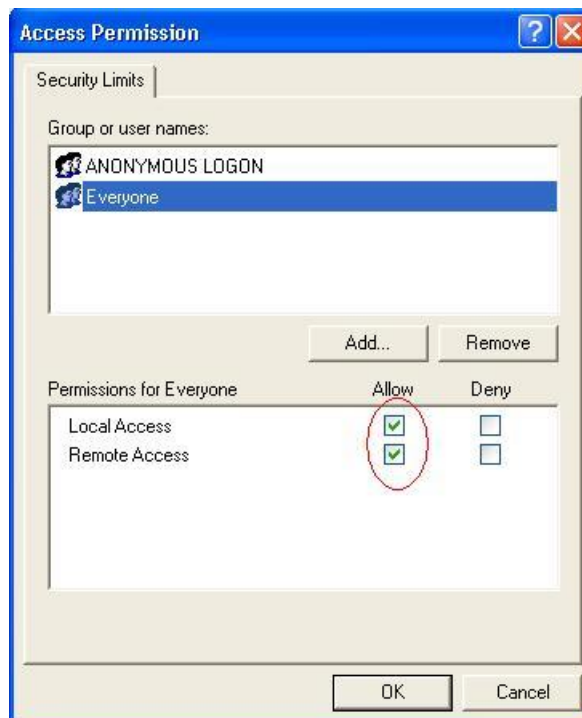 Access Permission
Security Limits
Group or user names:
ANONYMOUS LOGON
Everyone
Add... Remove
Permissions for Everyone Allow Deny
Local Access
Remote Access
OK Cancel